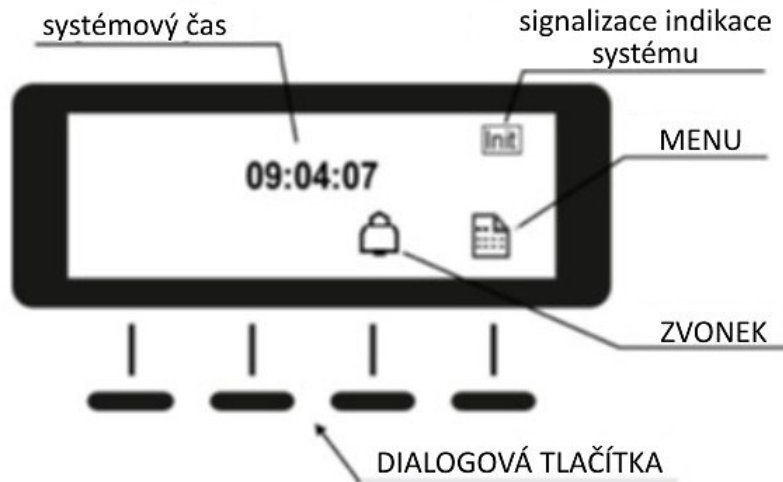 systémový čas
signalizace indikace
systému
Init
MENU
09:04:07
ZVONEK
DIALOGOVÁ TLAČÍTKA